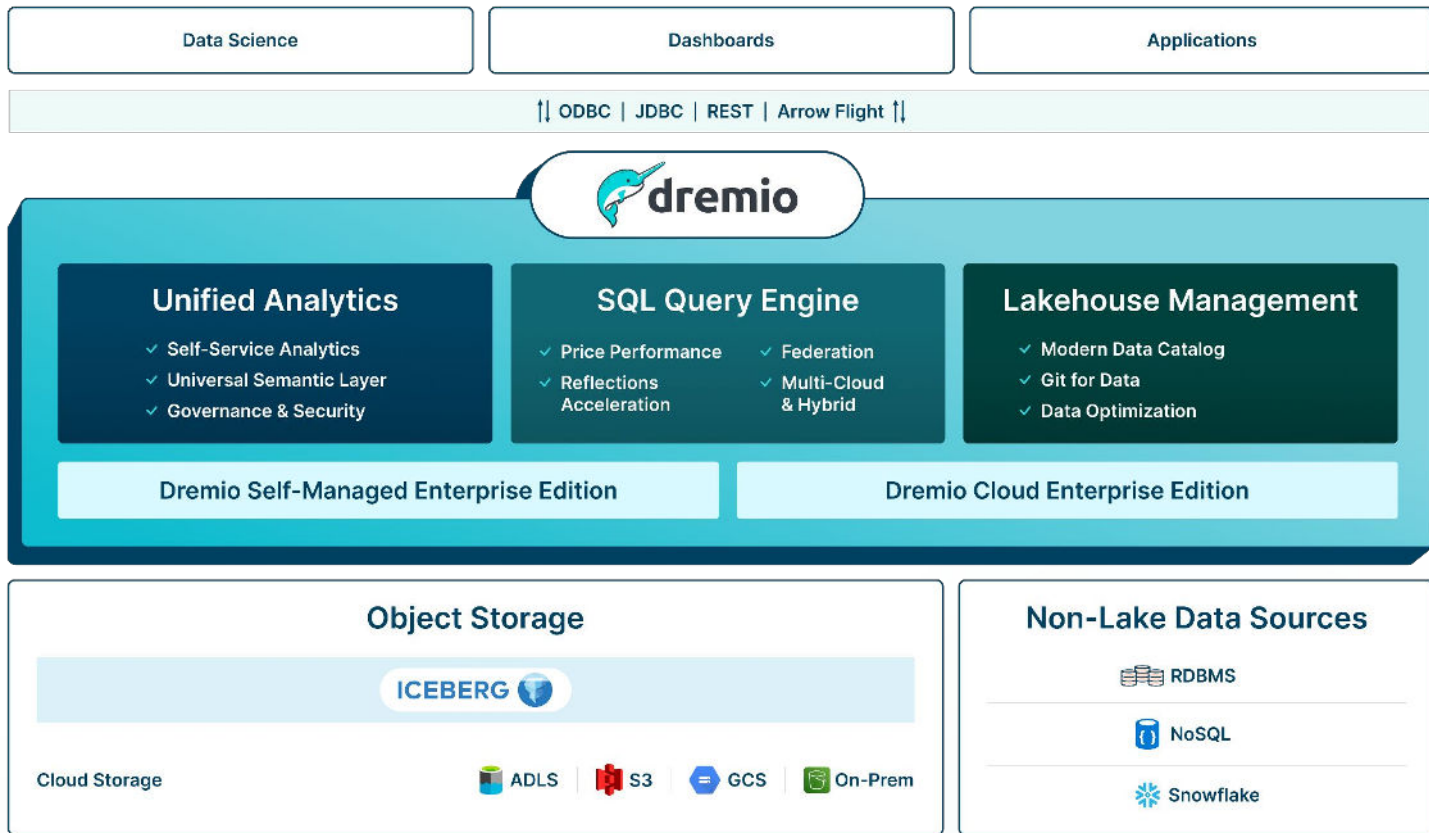 Data Science
Dashboards
Applications
ODBC | JDBC | REST | Arrow Flight
dremio
Unified Analytics
Self-Service Analytics
Universal Semantic Layer
Governance & Security
SQL Query Engine
Price Performance
Reflections
Acceleration
Federation
Multi-Cloud
& Hybrid
Lakehouse Management
Modern Data Catalog
Git for Data
Data Optimization
Dremio Self-Managed Enterprise Edition
Dremio Cloud Enterprise Edition
Object Storage
ICEBERG
Cloud Storage
ADLS
S3
GCS
On-Prem
Non-Lake Data Sources
RDBMS
NoSQL
Snowflake